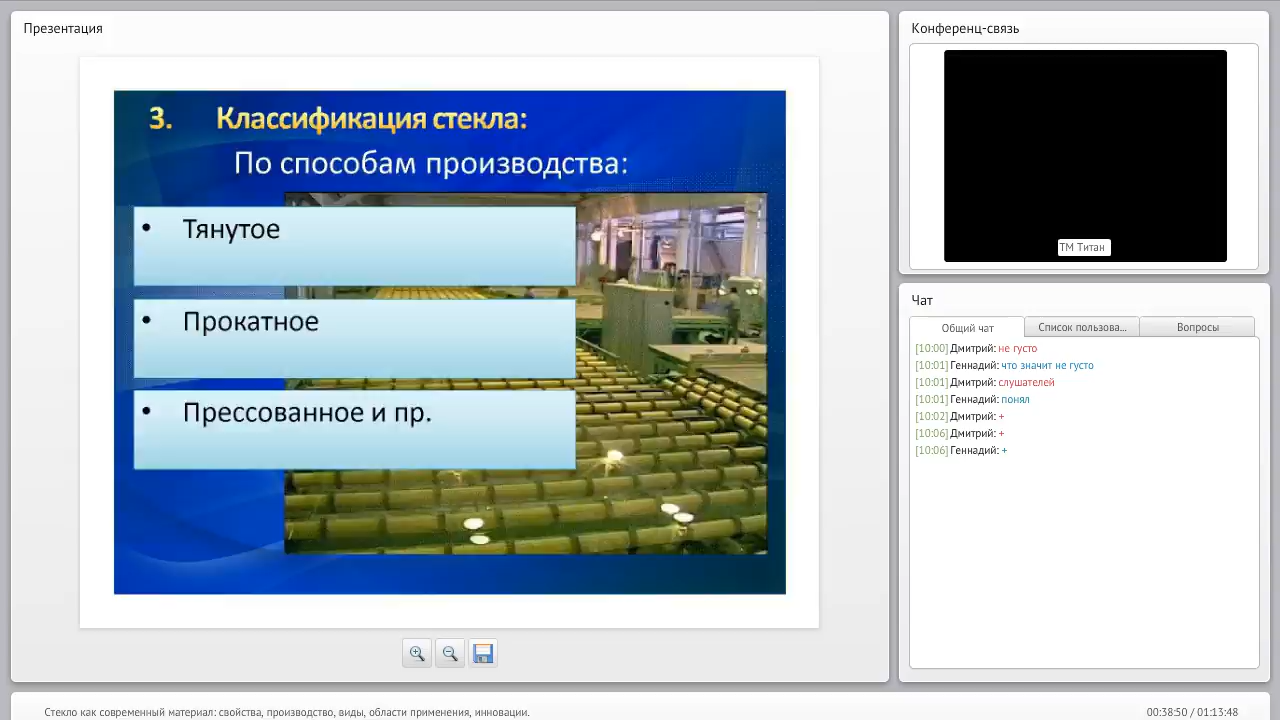 Презентация
3. Классификация стекла:
По способам производства:
• Тянутое
• Прокатное
• Прессованное и пр.
Конференц-связь
ТМ Титан
Чат
Общий чат
Список пользова...
Вопросы
[10:00] Дмитрий: не густо
[10:01] Геннадий: что значит не густо
[10:01] Дмитрий: слушателей
[10:01] Геннадий: понял
[10:02] Дмитрий: +
[10:06] Дмитрий: +
[10:06] Геннадий: +
Стекло как современный материал: свойства, производство, виды, области применения, инновации.
00:38:50 / 01:13:48